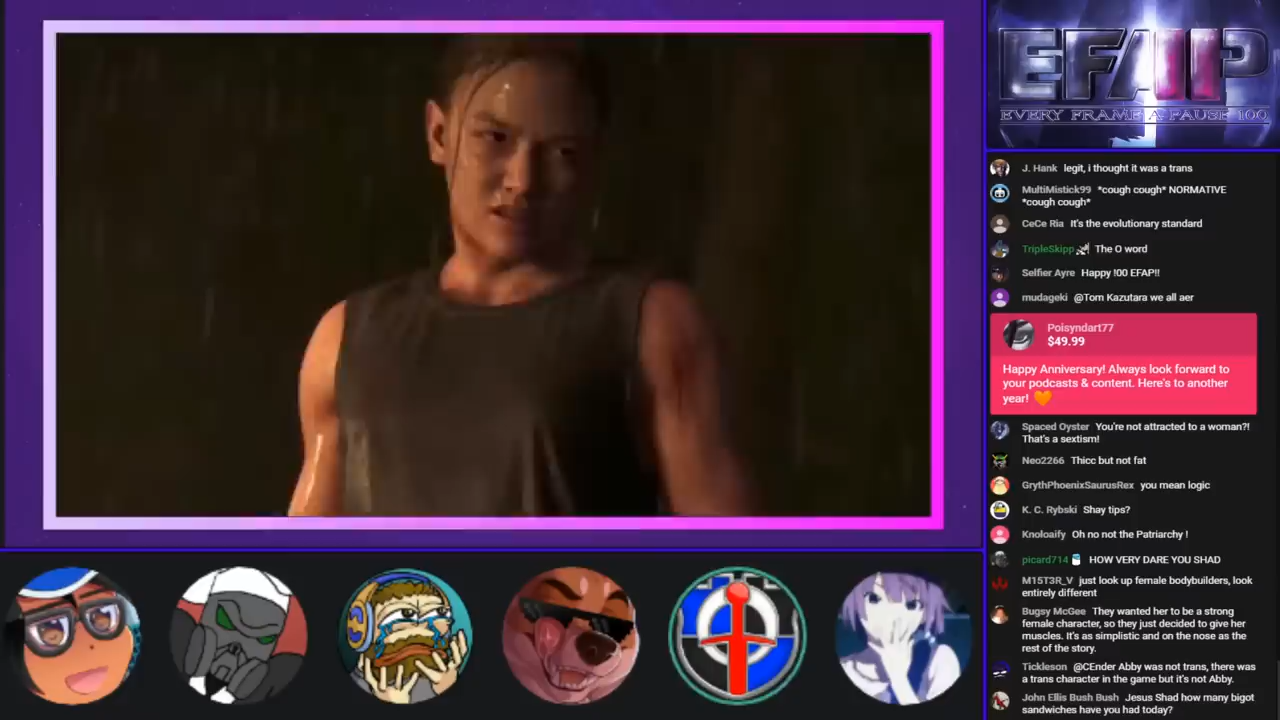 EFAP
EVERY FRAME A PAUSE 100
J. Hank legit, i thought it was a trans
MultiMistick99 *cough cough* NORMATIVE
*cough cough*
CeCe Ria It's the evolutionary standard
TripleSkipp The O word
Selfier Ayre Happy !00 EFAP!!
mudageki @Tom Kazutara we all aer
Poisyndart77
$49.99
Happy Anniversary! Always look forward to
your podcasts & content. Here's to another
year! 🧡
Spaced Oyster You're not attracted to a woman?!
That's a sextism!
Neo2266 Thicc but not fat
GrythPhoenixSaurusRex you mean logic
K. C. Rybski Shay tips?
Knoloaify Oh no not the Patriarchy !
picard714 HOW VERY DARE YOU SHAD
M15T3R_V just look up female bodybuilders, look
entirely different
Bugsy McGee They wanted her to be a strong
female character, so they just decided to give her
muscles. It's as simplistic and on the nose as the
rest of the story.
Tickleson @CEnder Abby was not trans, there was
a trans character in the game but it's not Abby.
John Ellis Bush Bush Jesus Shad how many bigot
sandwiches have you had today?